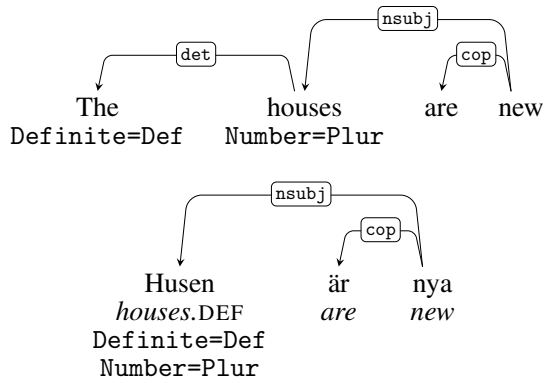 nsubj
det
cop
The houses are new
Definite=Def Number=Plur
nsubj
cop
Husen är nya
houses.DEF are new
Definite=Def
Number=Plur